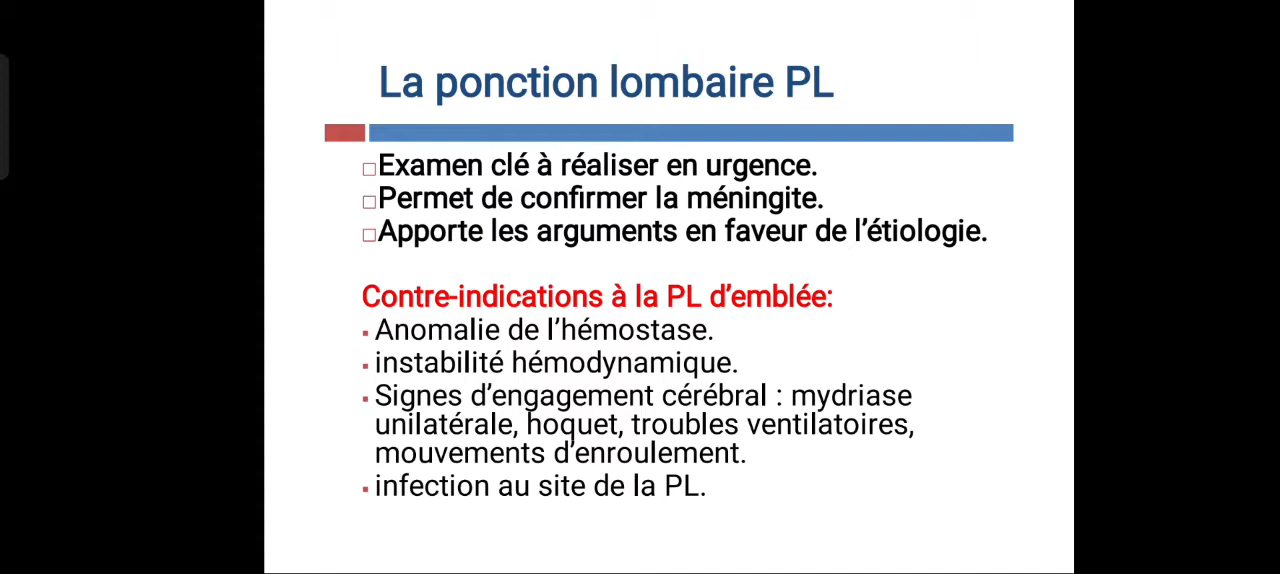 La ponction lombaire PL
Examen clé à réaliser en urgence.
Permet de confirmer la méningite.
Apporte les arguments en faveur de l’étiologie.
Contre-indications à la PL d’emblée:
▪ Anomalie de l’hémostase.
▪ instabilité hémodynamique.
▪ Signes d’engagement cérébral : mydriase
unilatérale, hoquet, troubles ventilatoires,
mouvements d’enroulement.
▪ infection au site de la PL.